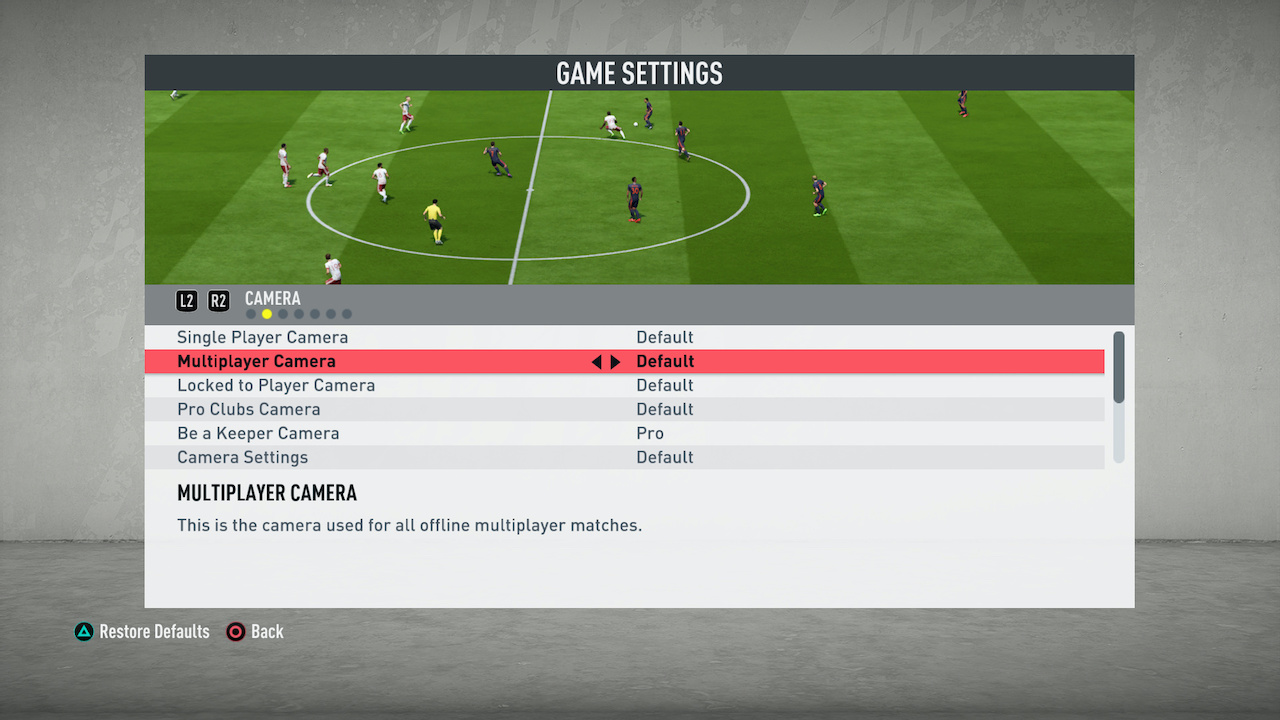 GAME SETTINGS
L2 R2 CAMERA
Single Player Camera Default
Multiplayer Camera Default
Locked to Player Camera Default
Pro Clubs Camera Default
Be a Keeper Camera Pro
Camera Settings Default
MULTIPLAYER CAMERA
This is the camera used for all offline multiplayer matches.
Restore Defaults Back